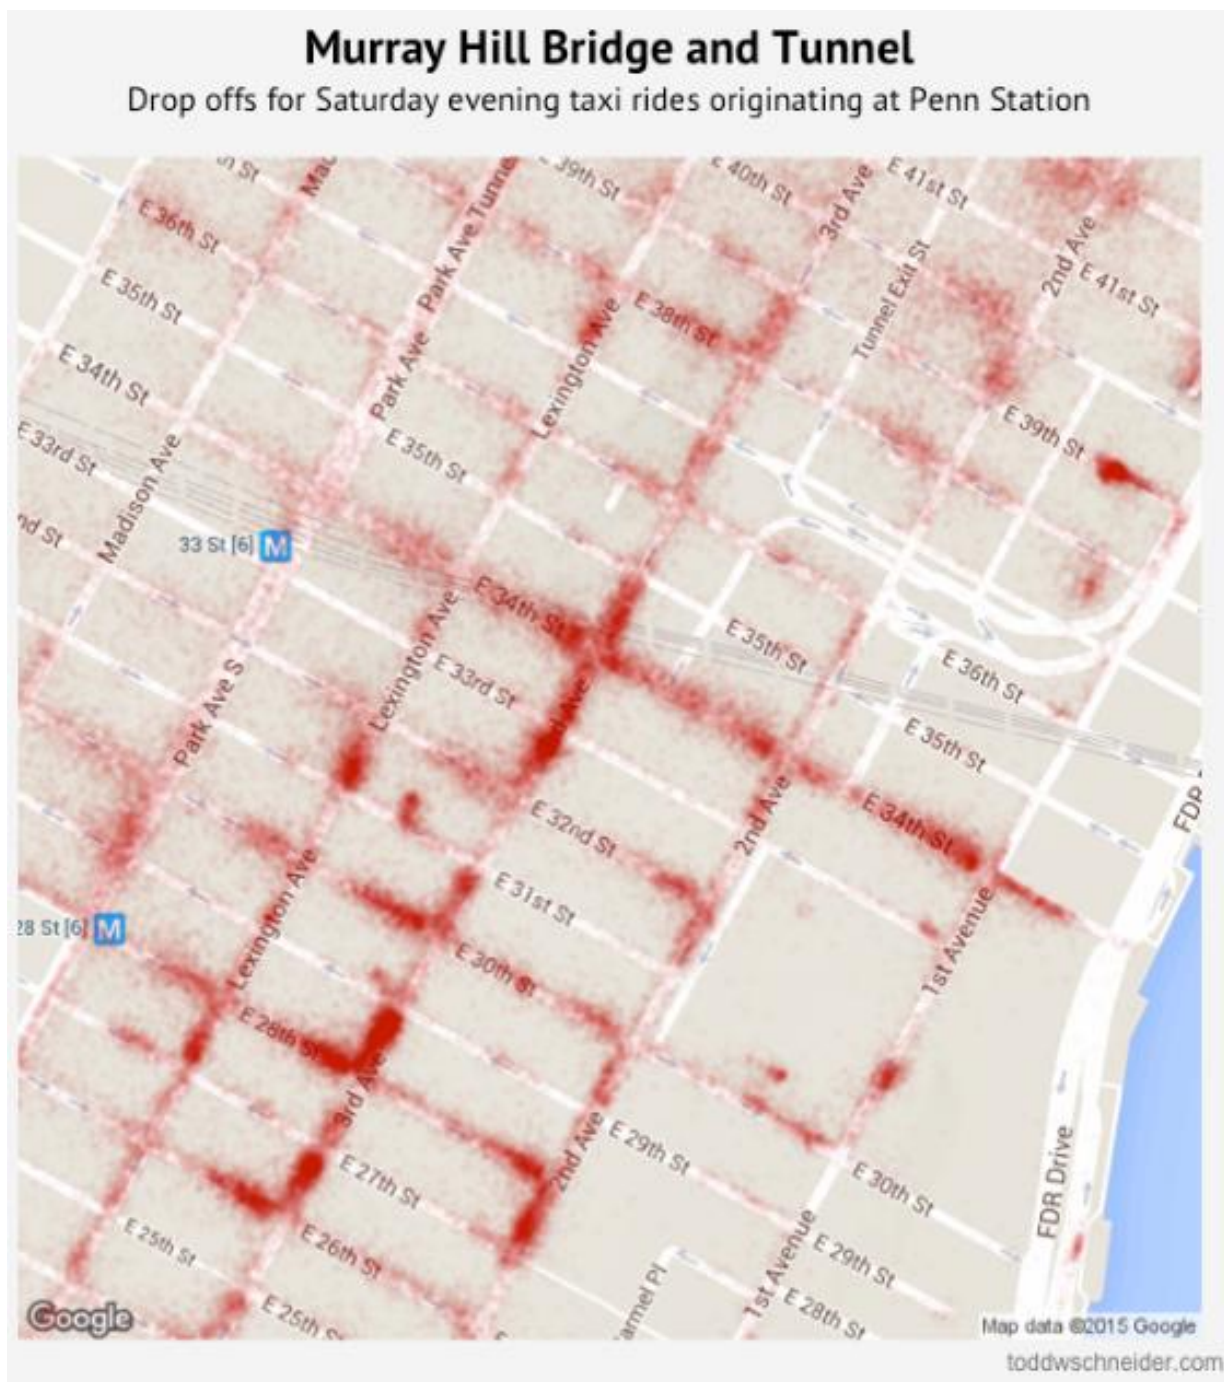 Murray Hill Bridge and Tunnel
Drop offs for Saturday evening taxi rides originating at Penn Station
E 39th St
E 40th St
3rd Ave
E 41st St
E 36th St
Park Ave Tunnel
2nd Ave
E 41st St
E 35th St
Tunnel Exit St
E 38th St
Lexington Ave
Park Ave
E 34th St
E 39th St
E 33rd St
E 35th St
Madison Ave
33 St [6] M
E 34th St
E 35th St
E 36th St
Lexington Ave
E 33rd St
Park Ave S
E 35th St
FDR
2nd Ave
E 34th St
E 32nd St
E 31st St
Lexington Ave
28 St [6] M
1st Avenue
E 30th St
E 28th St
3rd Ave
E 29th St
2nd Ave
E 27th St
E 30th St
FDR Drive
E 25th St
E 26th St
1st Avenue
E 29th St
E 25th St
E 28th St
Google
Map data ©2015 Google
toddwschneider.com